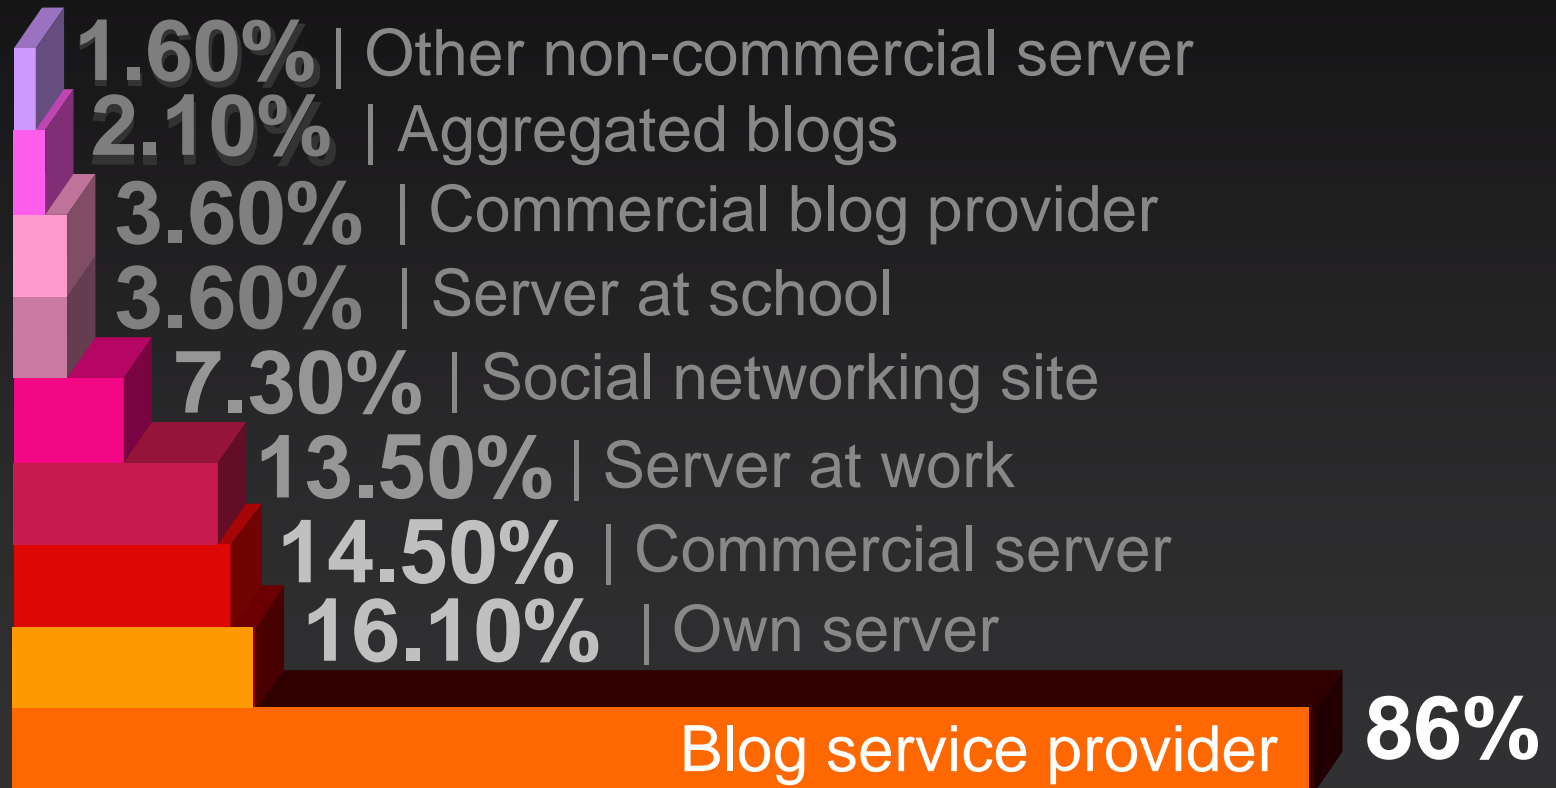 1.60% | Other non-commercial server
2.10% | Aggregated blogs
3.60% | Commercial blog provider
3.60% | Server at school
7.30% | Social networking site
13.50% | Server at work
14.50% | Commercial server
16.10% | Own server
Blog service provider 86%